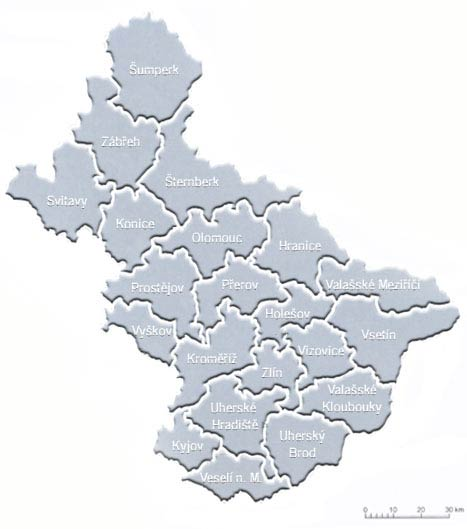 Šumperk
Zábřeh
Šternberk
Svitavy
Konice
Olomouc
Hranice
Prostějov
Přerov
Valašské Meziříčí
Holešov
Vyškov
Vsetín
Kroměříž
Vizovice
Zlín
Valašské
Klobouky
Uherské
Hradiště
Uherský
Brod
Kyjov
Veselí n. M.
0 10 30 km